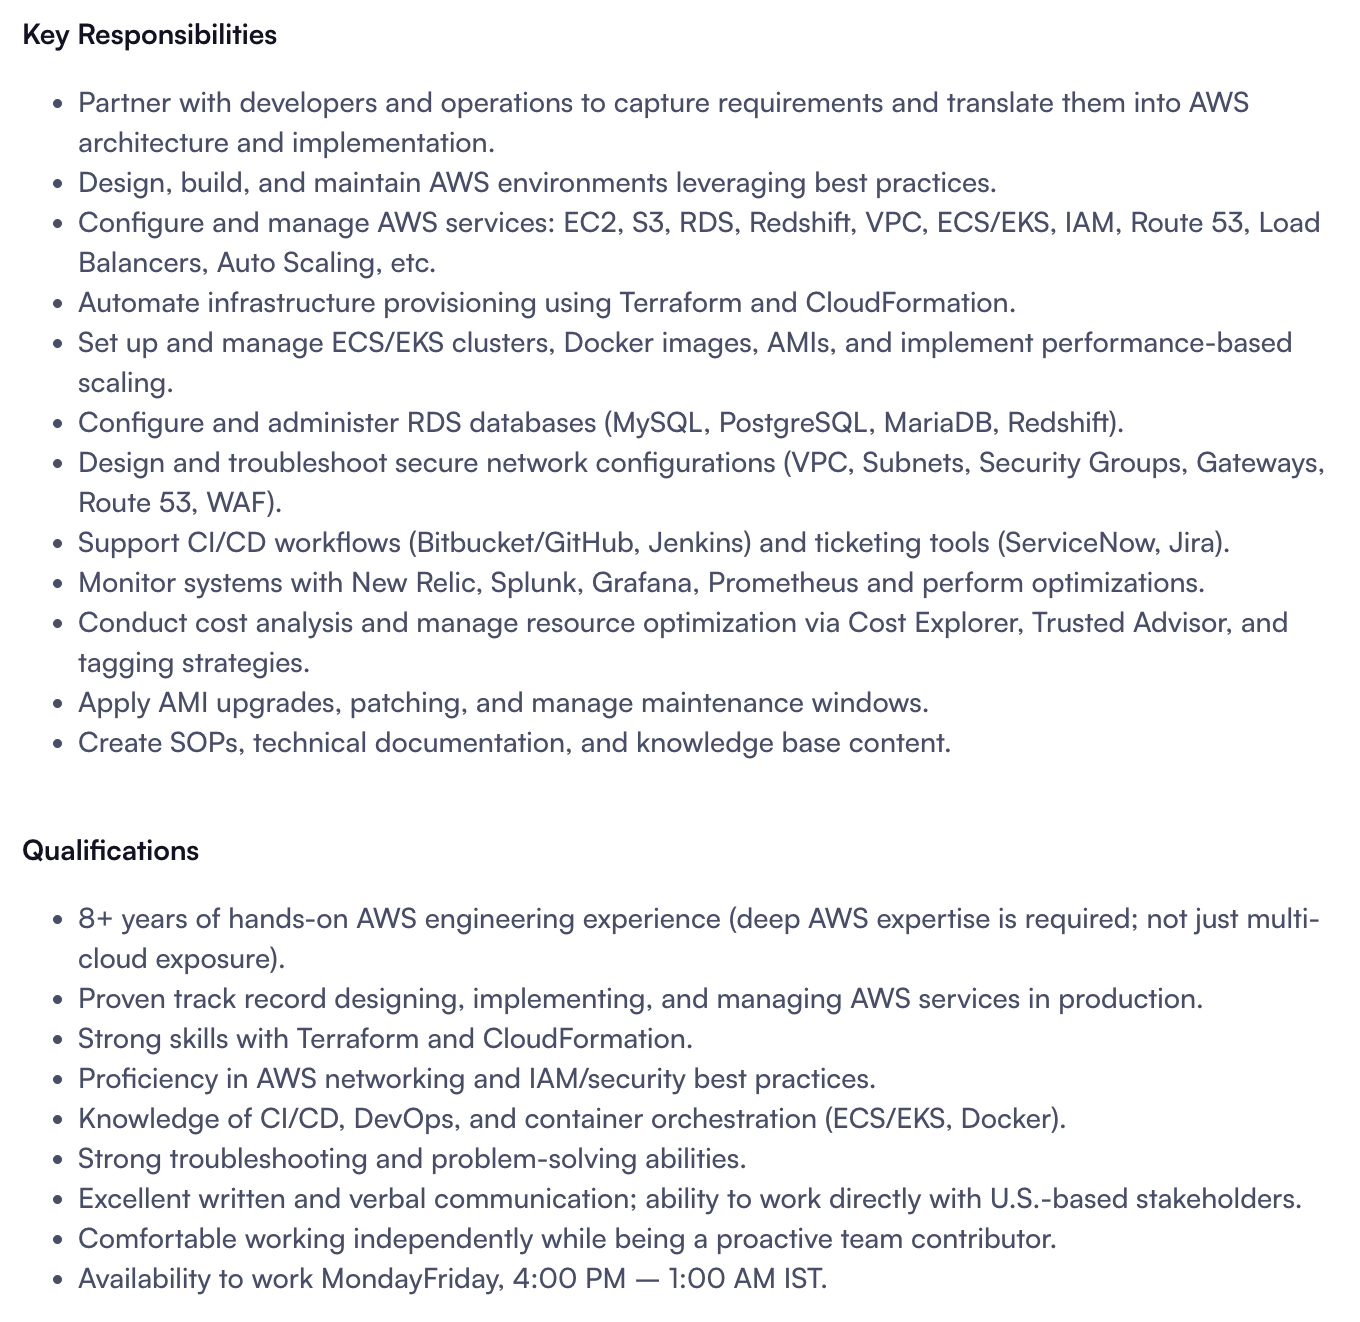 Key Responsibilities
• Partner with developers and operations to capture requirements and translate them into AWS
architecture and implementation.
• Design, build, and maintain AWS environments leveraging best practices.
• Configure and manage AWS services: EC2, S3, RDS, Redshift, VPC, ECS/EKS, IAM, Route 53, Load
Balancers, Auto Scaling, etc.
• Automate infrastructure provisioning using Terraform and CloudFormation.
• Set up and manage ECS/EKS clusters, Docker images, AMIs, and implement performance-based
scaling.
• Configure and administer RDS databases (MySQL, PostgreSQL, MariaDB, Redshift).
• Design and troubleshoot secure network configurations (VPC, Subnets, Security Groups, Gateways,
Route 53, WAF).
• Support CI/CD workflows (Bitbucket/GitHub, Jenkins) and ticketing tools (ServiceNow, Jira).
• Monitor systems with New Relic, Splunk, Grafana, Prometheus and perform optimizations.
• Conduct cost analysis and manage resource optimization via Cost Explorer, Trusted Advisor, and
tagging strategies.
• Apply AMI upgrades, patching, and manage maintenance windows.
• Create SOPs, technical documentation, and knowledge base content.
Qualifications
• 8+ years of hands-on AWS engineering experience (deep AWS expertise is required; not just multi-
cloud exposure).
• Proven track record designing, implementing, and managing AWS services in production.
• Strong skills with Terraform and CloudFormation.
• Proficiency in AWS networking and IAM/security best practices.
• Knowledge of CI/CD, DevOps, and container orchestration (ECS/EKS, Docker).
• Strong troubleshooting and problem-solving abilities.
• Excellent written and verbal communication; ability to work directly with U.S.-based stakeholders.
• Comfortable working independently while being a proactive team contributor.
• Availability to work MondayFriday, 4:00 PM – 1:00 AM IST.